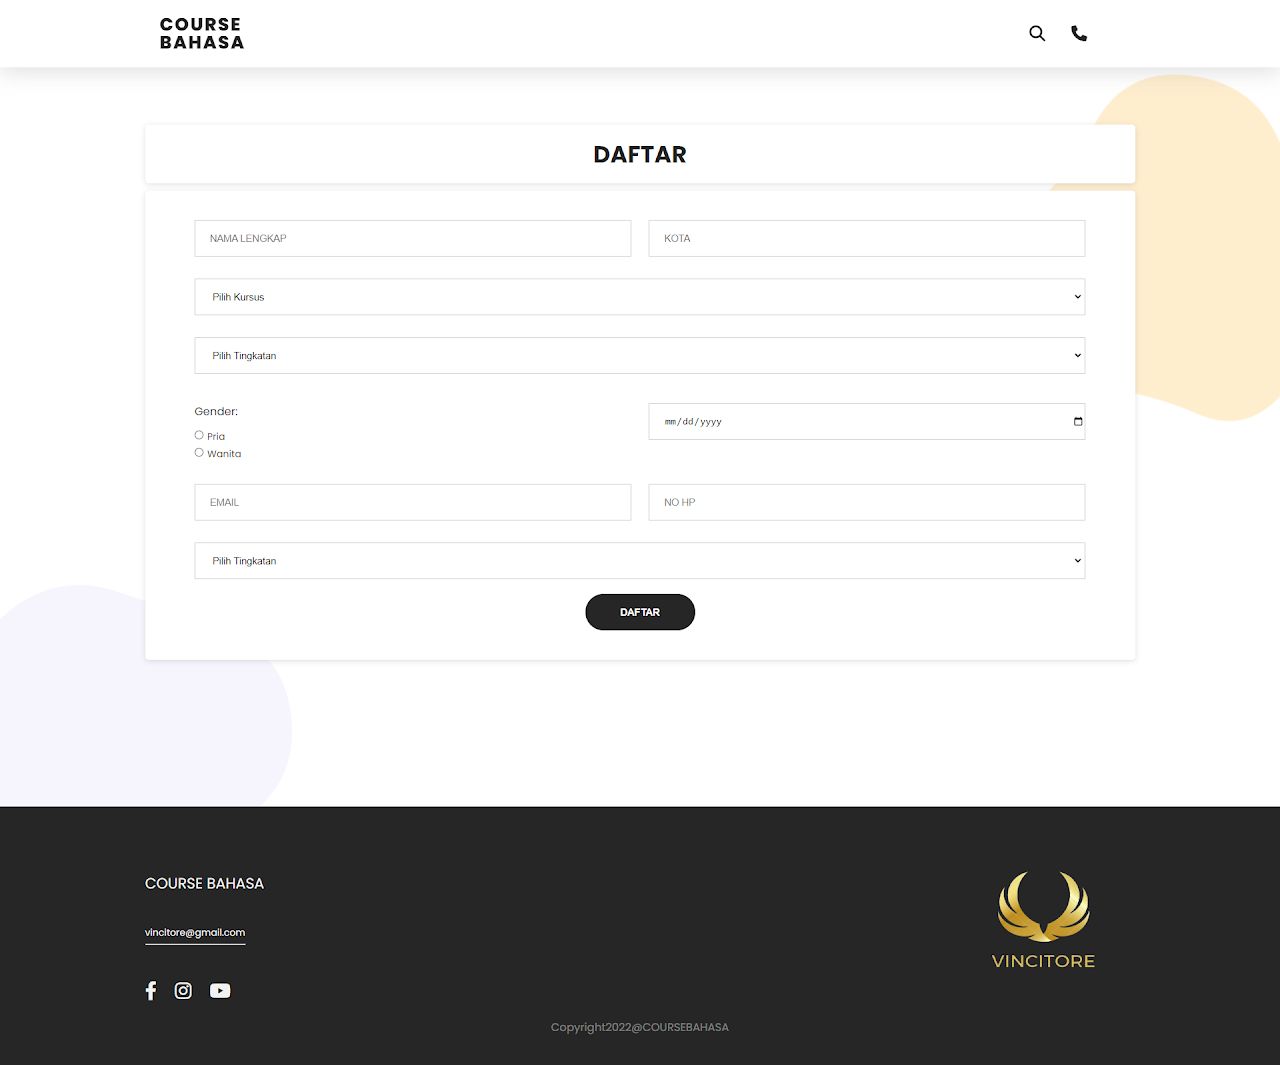 COURSE
BAHASA
DAFTAR
NAMA LENGKAP
KOTA
Pilih Kursus
Pilih Tingkatan
Gender:
mm/dd/yyyy
Pria
Wanita
EMAIL
NO HP
Pilih Tingkatan
DAFTAR
COURSE BAHASA
vincitore@gmail.com
VINCITORE
Copyright2022@COURSEBAHASA